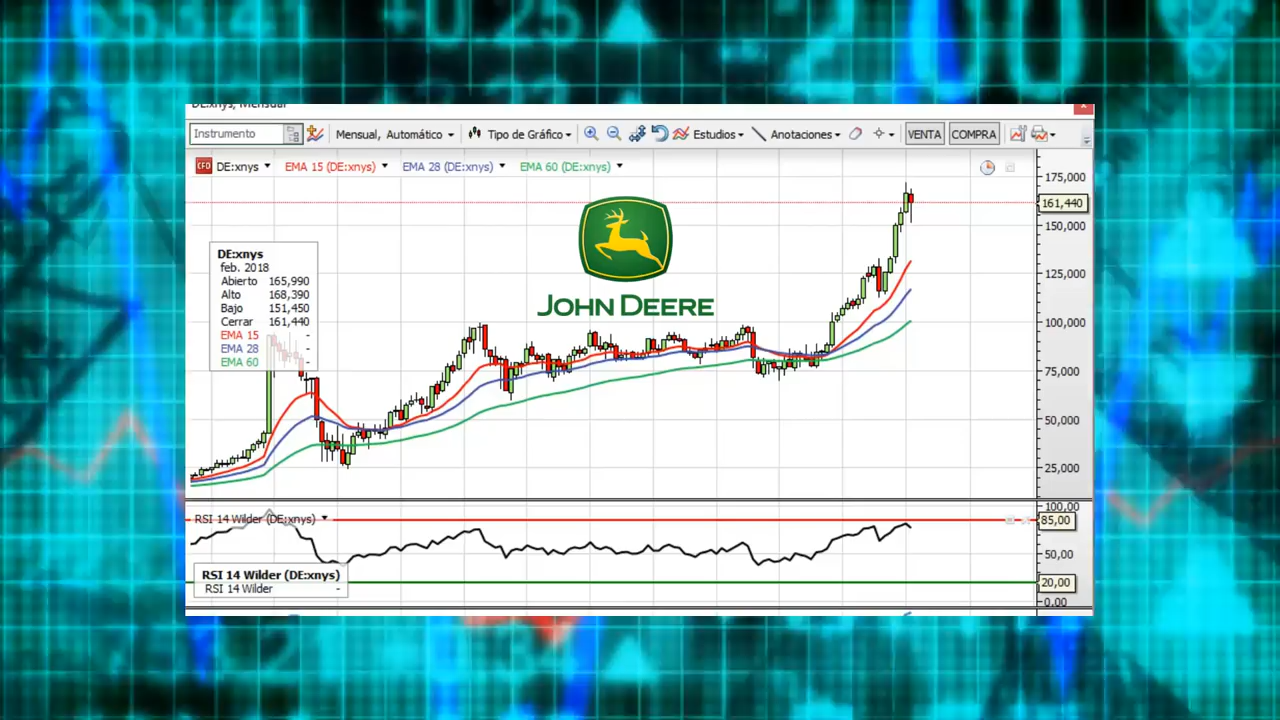 DE:xnys, Mensual
Instrumento
Mensual, Automático
Tipo de Gráfico
Estudios
Anotaciones
VENTA
COMPRA
CFD DE:xnys
EMA 15 (DE:xnys)
EMA 28 (DE:xnys)
EMA 60 (DE:xnys)
175,000
161,440
150,000
125,000
100,000
75,000
50,000
25,000
JOHN DEERE
DE:xnys
feb. 2018
Abierto 165,990
Alto 168,390
Bajo 151,450
Cerrar 161,440
EMA 15 -
EMA 28 -
EMA 60 -
RSI 14 Wilder (DE:xnys)
100,00
85,00
50,00
20,00
0,00
RSI 14 Wilder (DE:xnys)
RSI 14 Wilder -